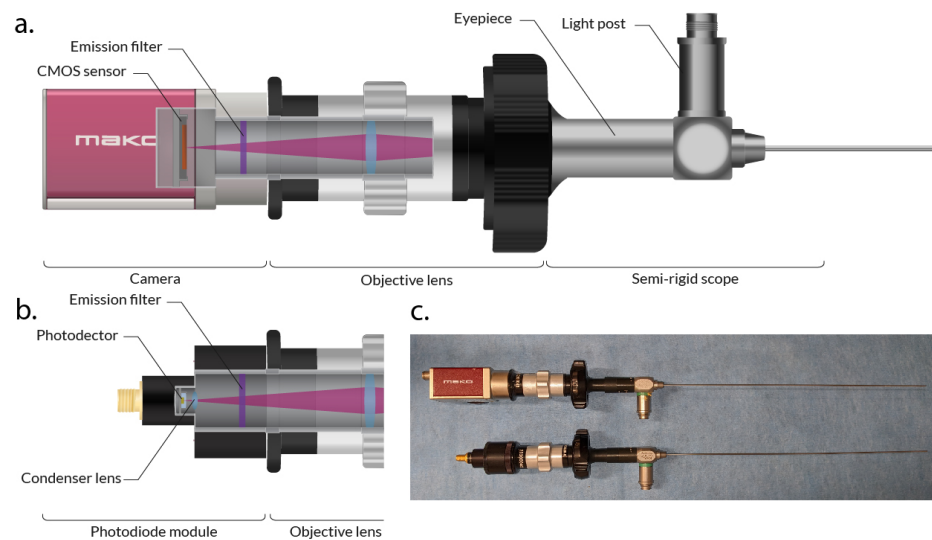 a.
Emission filter
CMOS sensor
Eyepiece
Light post
mako
Camera
Objective lens
Semi-rigid scope
b.
Emission filter
Photodector
Condenser lens
Photodiode module
Objective lens
c.
mako